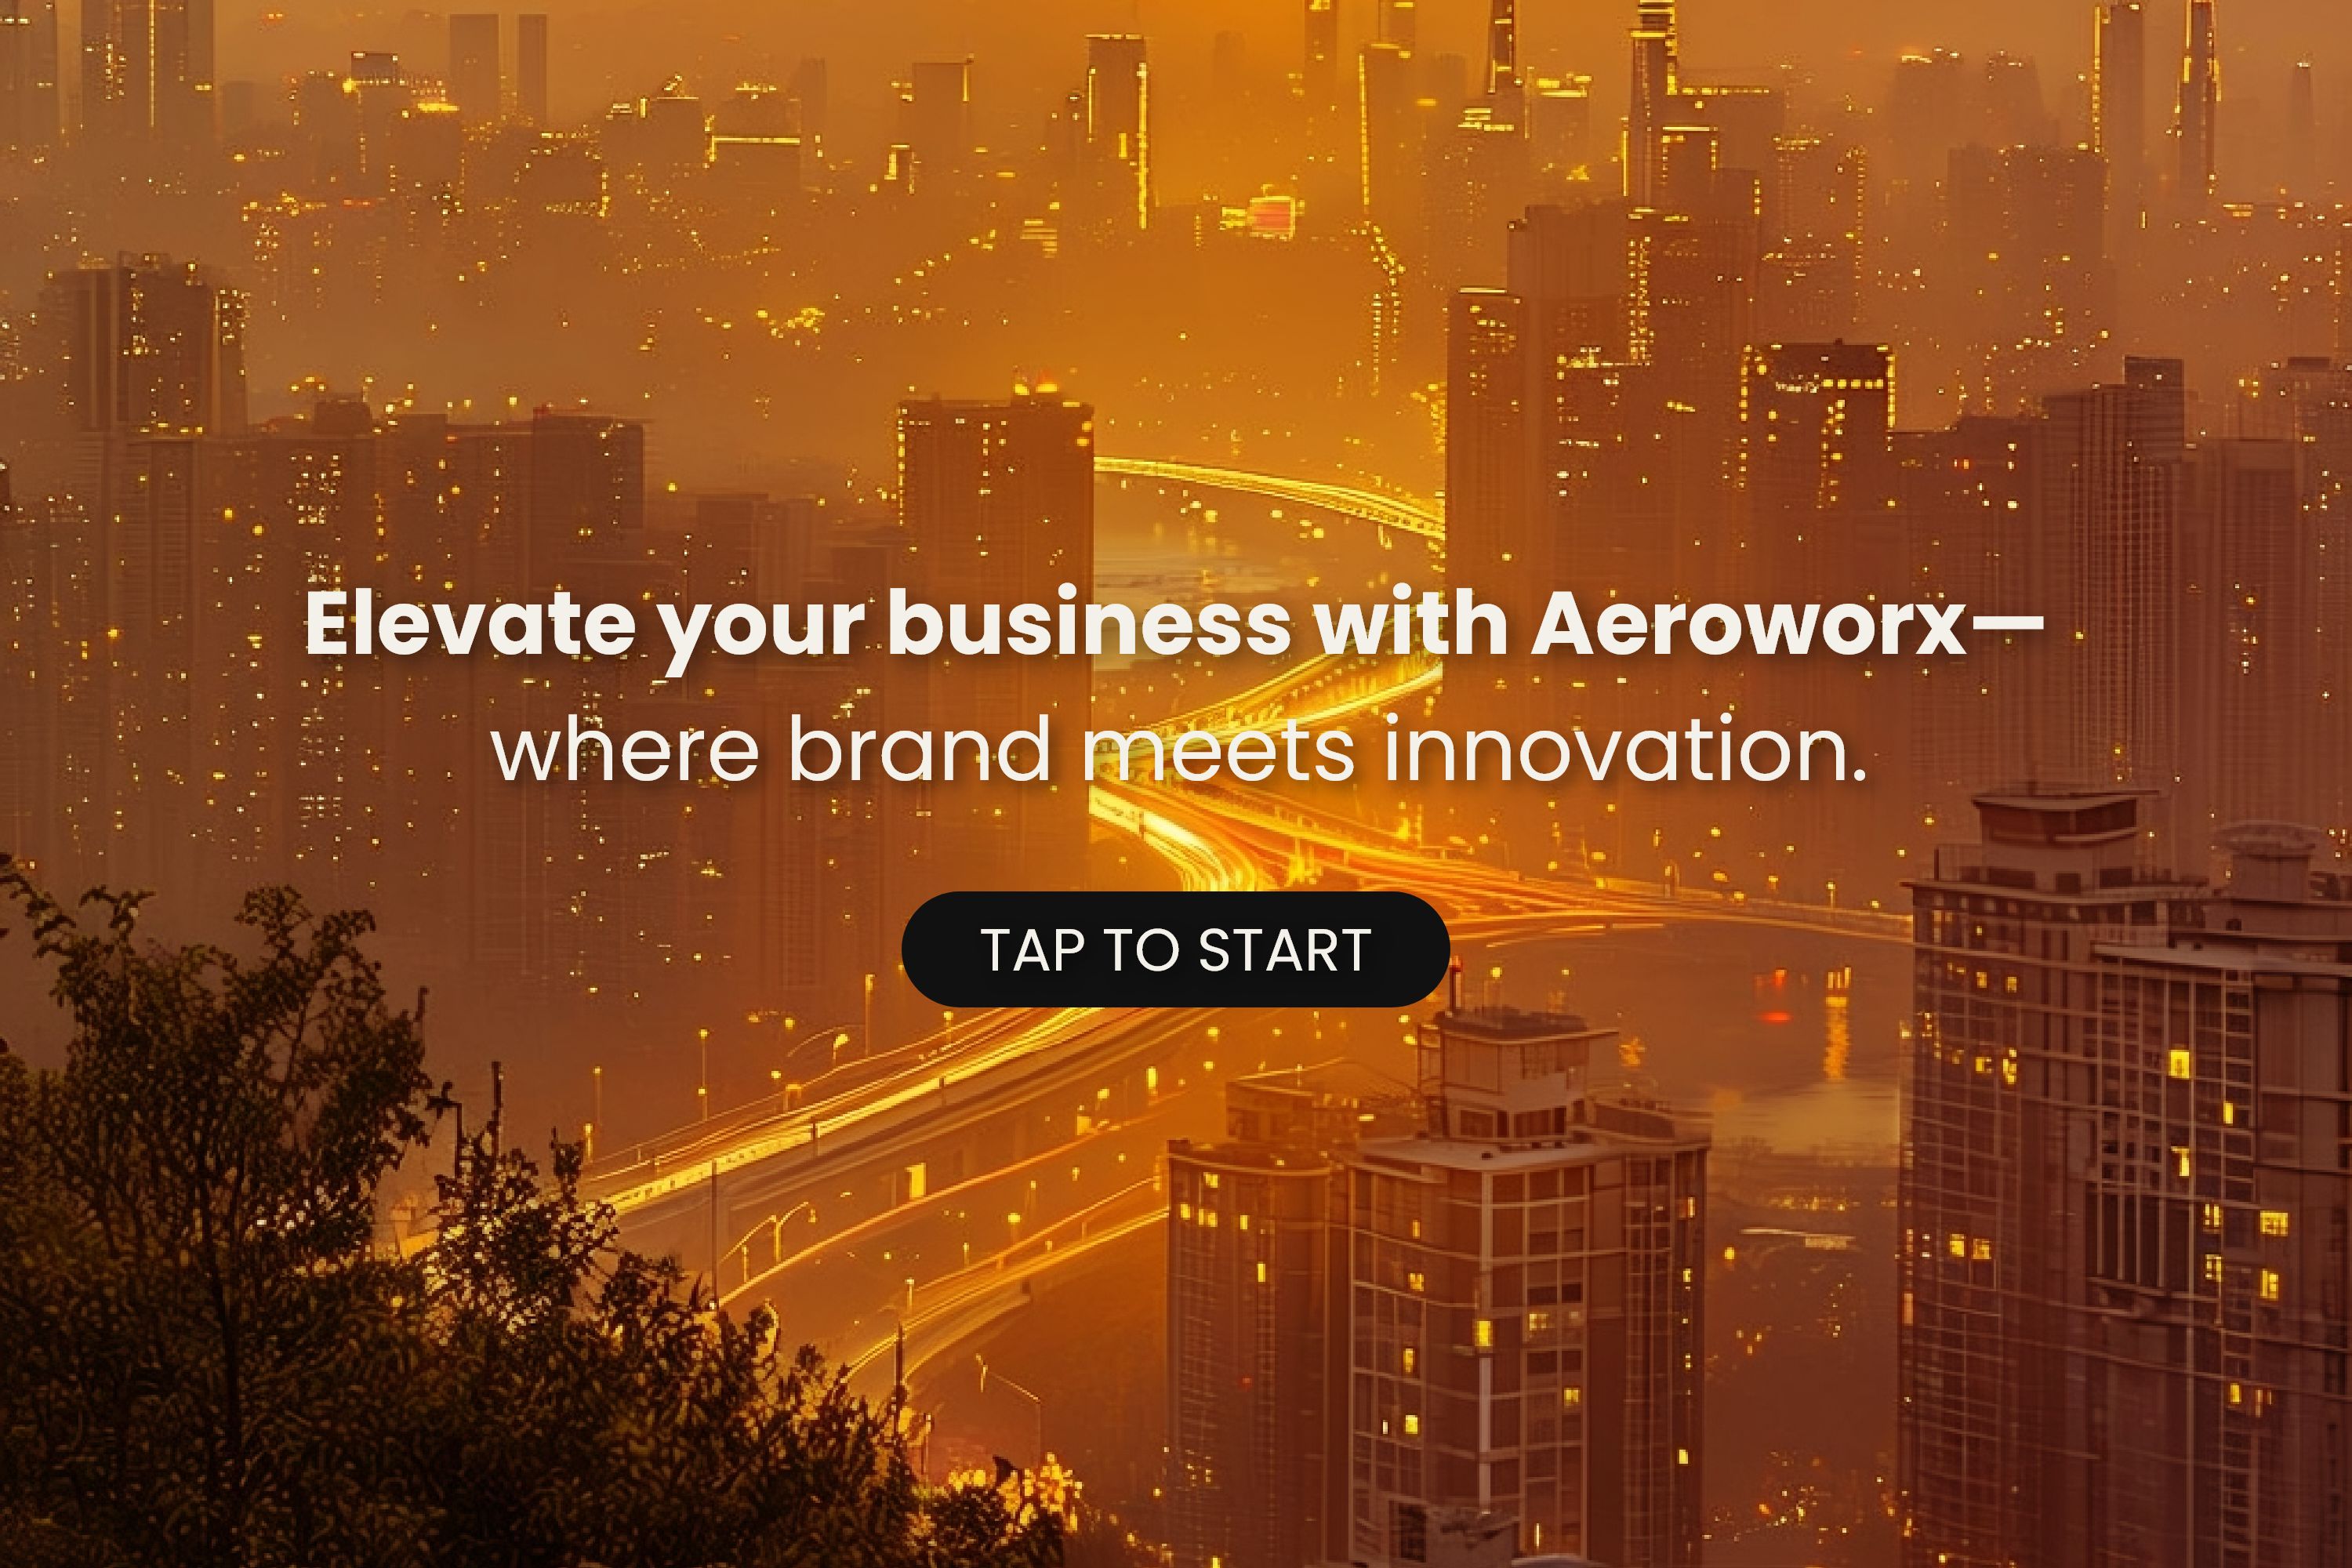 Elevate your business with Aeroworx—
where brand meets innovation.
TAP TO START